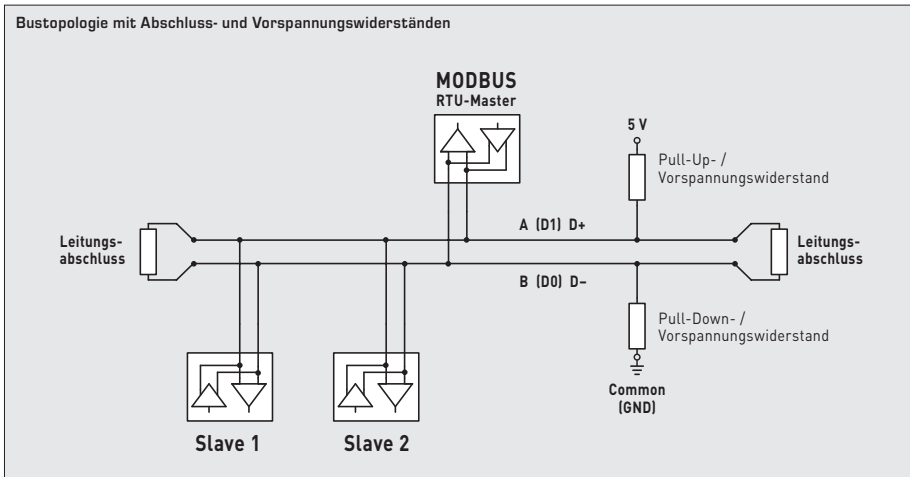 Bustopologie mit Abschluss- und Vorspannungswiderständen
MODBUS
RTU-Master
5 V
Pull-Up- /
Vorspannungswiderstand
A (D1) D+
Leitungs-
abschluss
Leitungs-
abschluss
B (D0) D–
Pull-Down- /
Vorspannungswiderstand
Common
(GND)
Slave 1
Slave 2